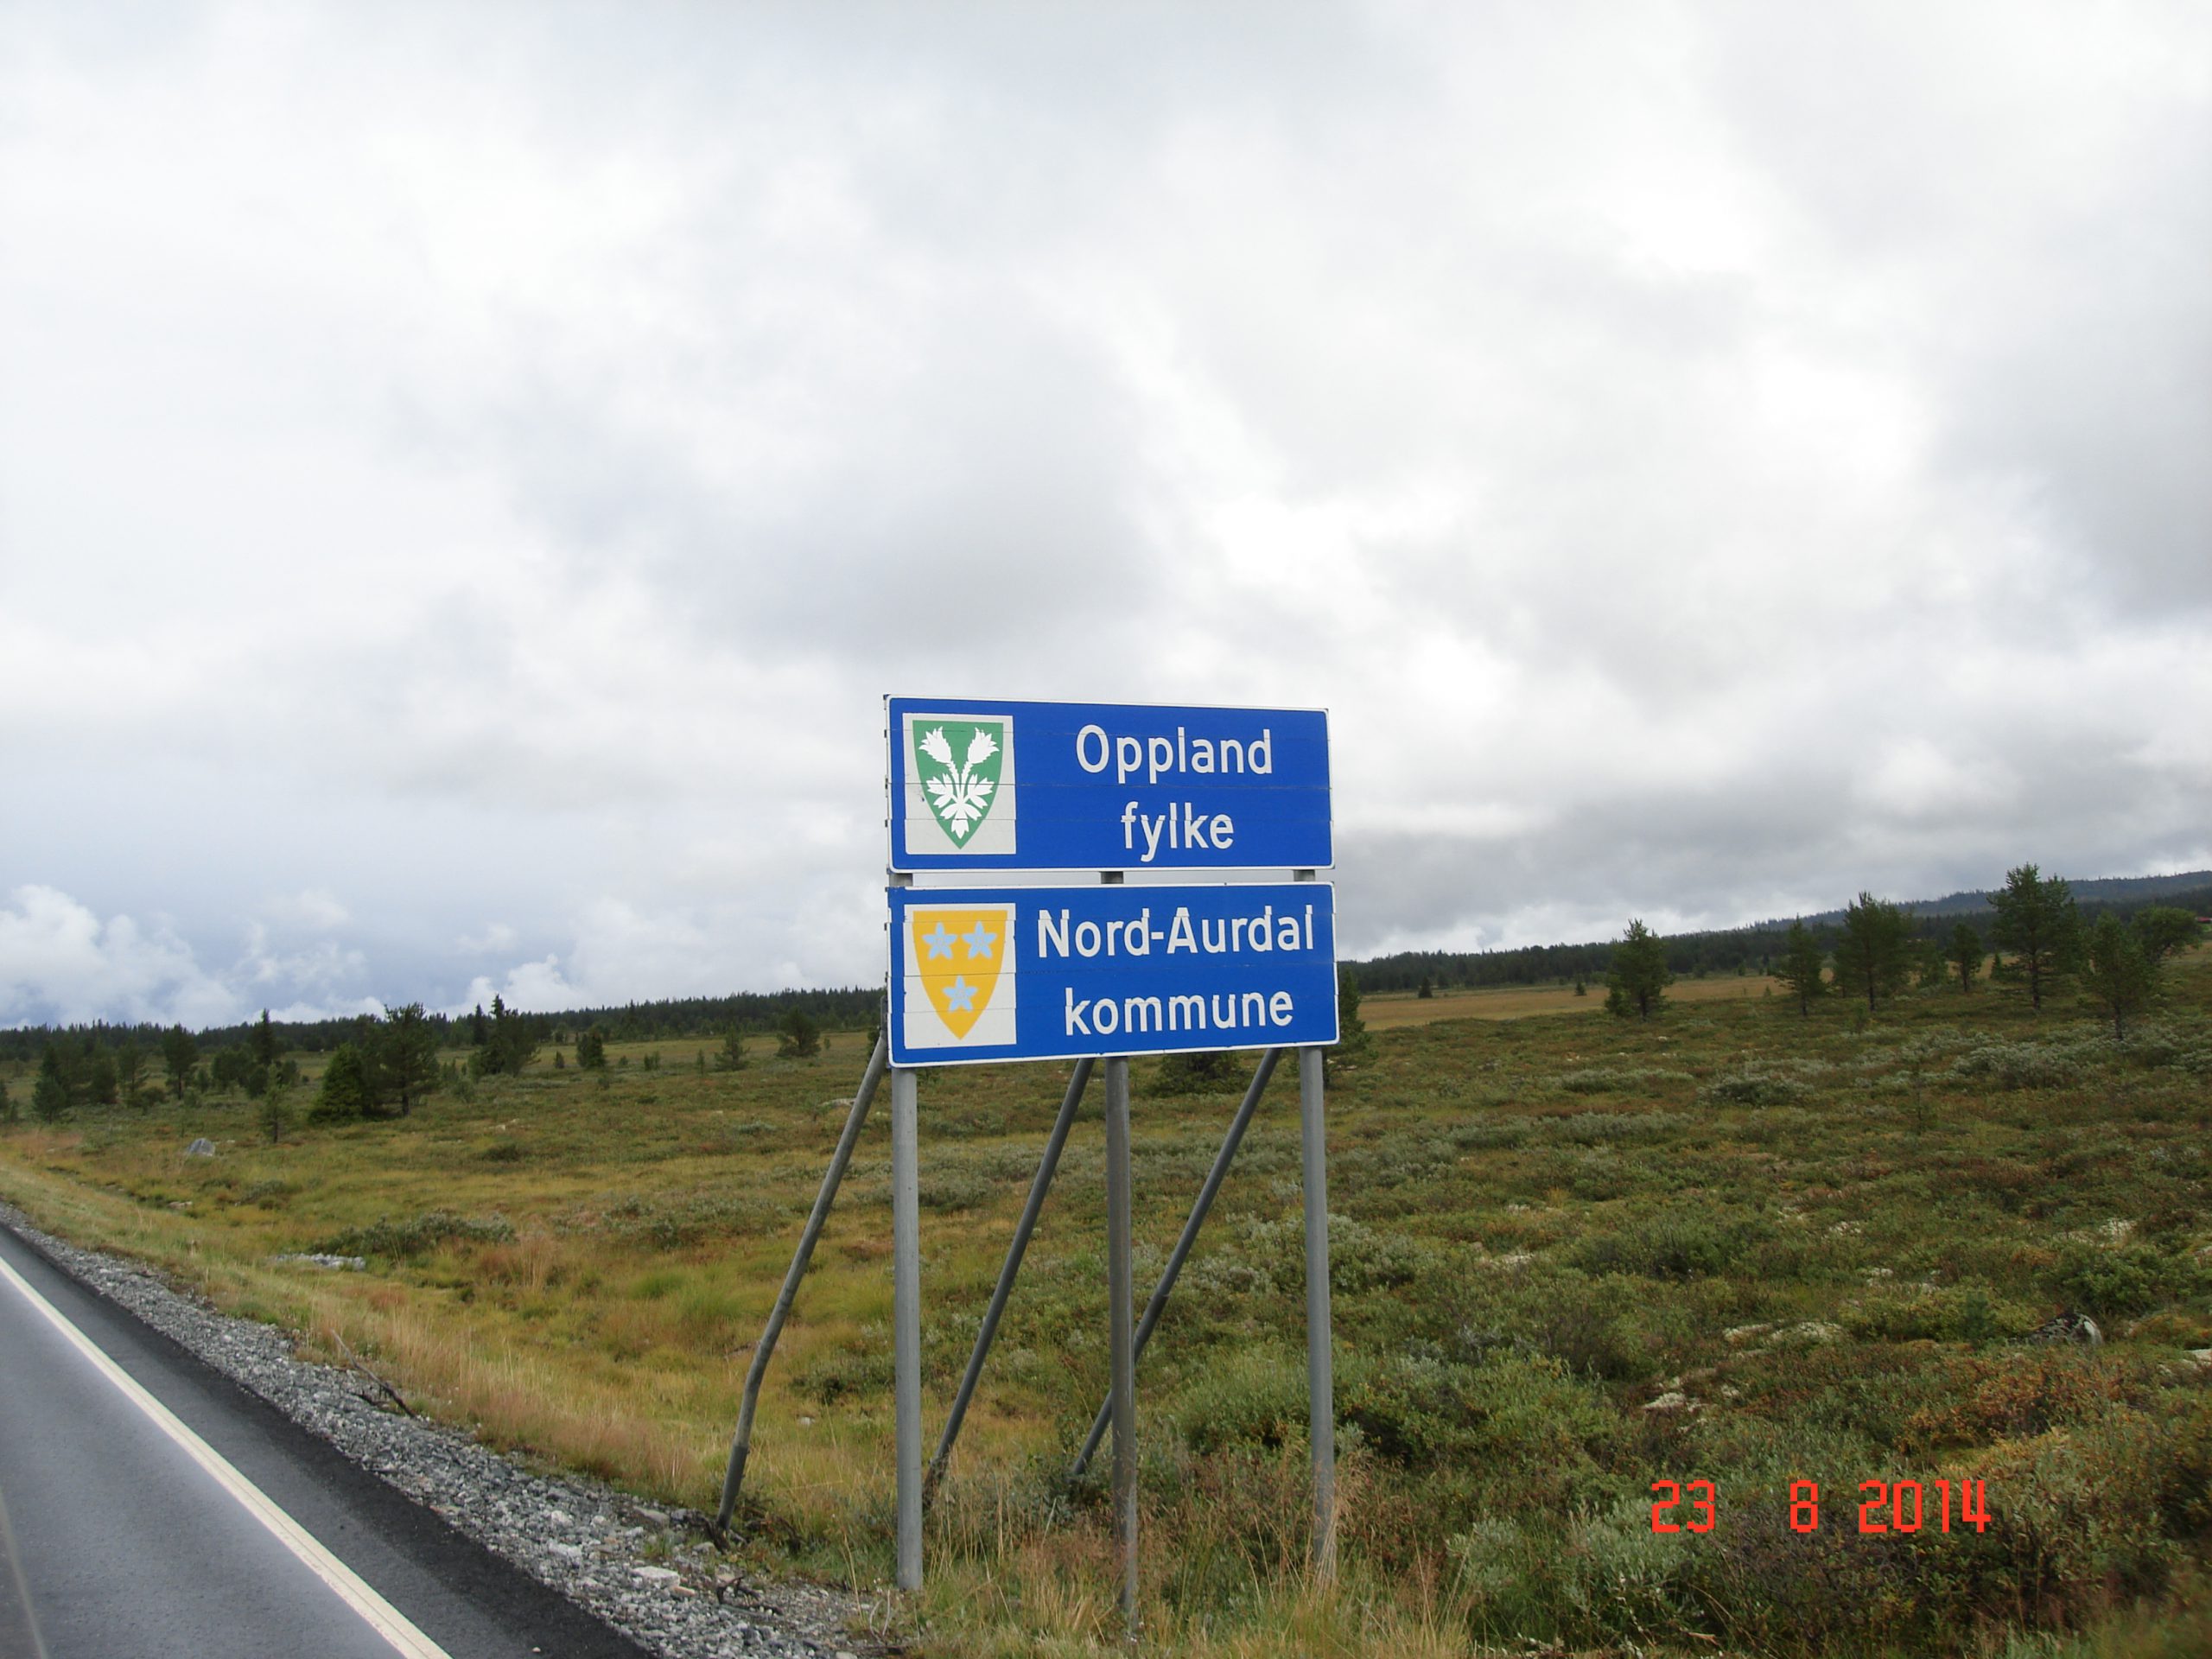 Oppland
fylke
Nord-Aurdal
kommune
23 8 2014